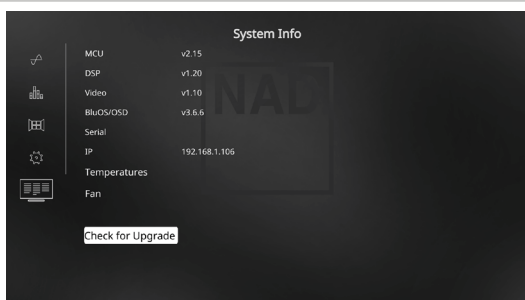 System Info
MCU v2.15
DSP v1.20
Video v1.10
BluOS/OSD v3.6.6
Serial
IP 192.168.1.106
Temperatures
Fan
Check for Upgrade
NAD